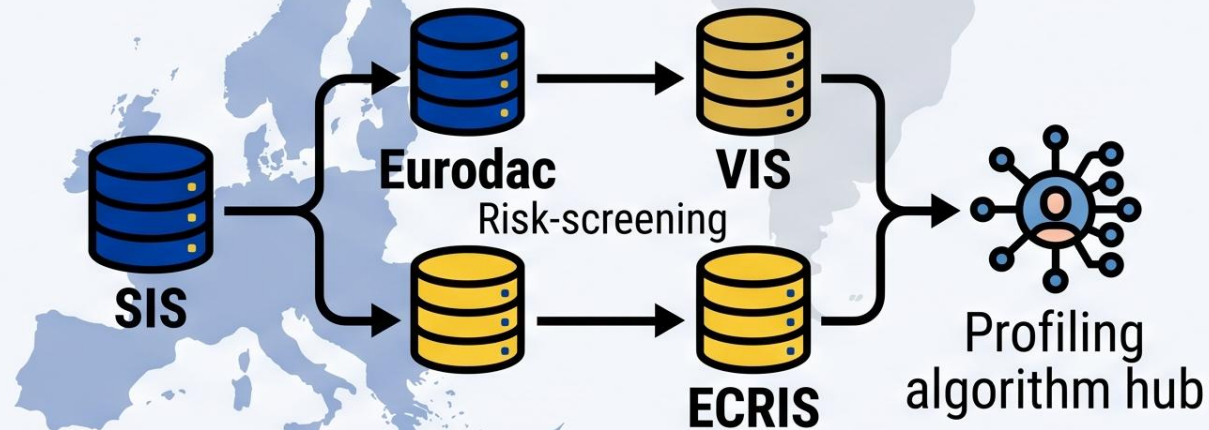 Eurodac
VIS
Risk-screening
SIS
ECRIS
Profiling
algorithm hub